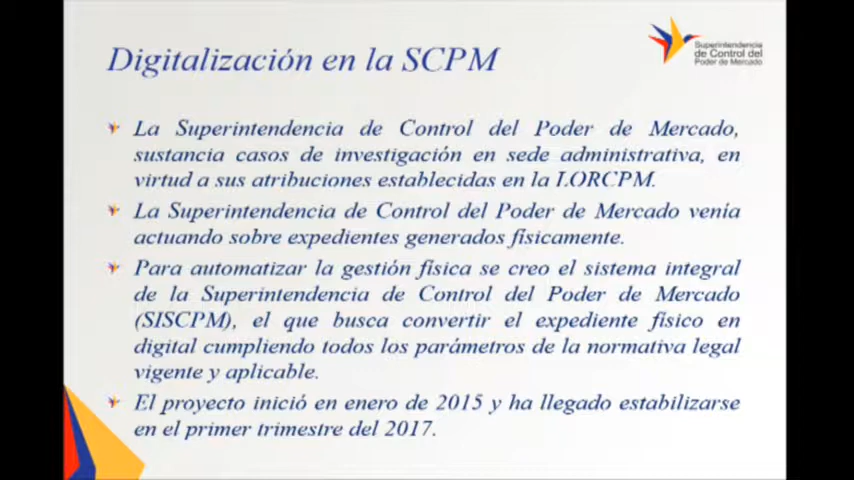 Digitalización en la SCPM
Superintendencia
de Control del
Poder de Mercado
La Superintendencia de Control del Poder de Mercado,
sustancia casos de investigación en sede administrativa, en
virtud a sus atribuciones establecidas en la LORCPM.
La Superintendencia de Control del Poder de Mercado venía
actuando sobre expedientes generados físicamente.
Para automatizar la gestión física se creo el sistema integral
de la Superintendencia de Control del Poder de Mercado
(SISCPM), el que busca convertir el expediente físico en
digital cumpliendo todos los parámetros de la normativa legal
vigente y aplicable.
El proyecto inició en enero de 2015 y ha llegado estabilizarse
en el primer trimestre del 2017.